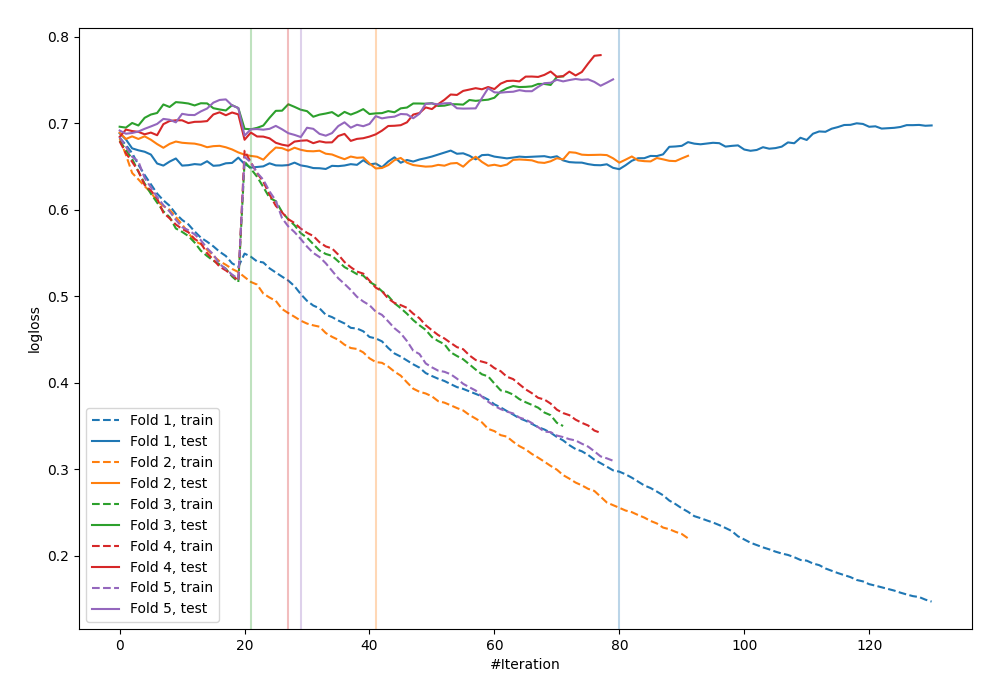 0.8
0.7
0.6
0.5
0.4
0.3
0.2
logloss
Fold 1, train
Fold 1, test
Fold 2, train
Fold 2, test
Fold 3, train
Fold 3, test
Fold 4, train
Fold 4, test
Fold 5, train
Fold 5, test
0 20 40 60 80 100 120
#Iteration